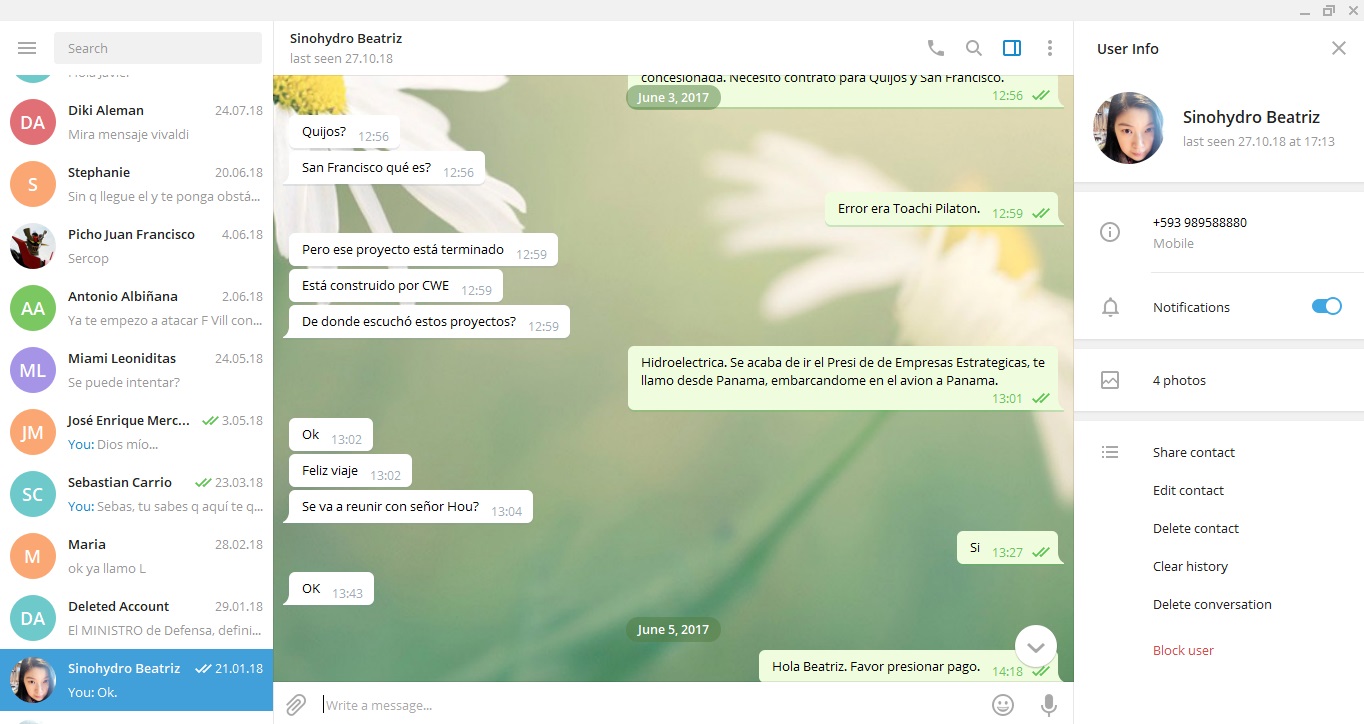 Search
Hola Javier
Diki Aleman 24.07.18
Mira mensaje vivaldi
Stephanie 20.06.18
Sin q llegue el y te ponga obstá...
Picho Juan Francisco 4.06.18
Sercop
Antonio Albiñana 2.06.18
Ya te empezo a atacar F Vill con...
Miami Leoniditas 24.05.18
Se puede intentar?
José Enrique Merc... 3.05.18
You: Dios mío...
Sebastian Carrio 23.03.18
You: Sebas, tu sabes q aquí te q...
Maria 28.02.18
ok ya llamo L
Deleted Account 29.01.18
El MINISTRO de Defensa, defini...
Sinohydro Beatriz 21.01.18
You: Ok.
DA
S
AA
ML
JM
SC
M
DA
Sinohydro Beatriz
last seen 27.10.18
concesionada. Necesito contrato para Quijos y San Francisco.
12:56
June 3, 2017
Quijos? 12:56
San Francisco qué es? 12:56
Error era Toachi Pilaton. 12:59
Pero ese proyecto está terminado 12:59
Está construido por CWE 12:59
De donde escuchó estos proyectos? 12:59
Hidroelectrica. Se acaba de ir el Presi de de Empresas Estrategicas, te
llamo desde Panama, embarcandome en el avion a Panama.
13:01
Ok 13:02
Feliz viaje 13:02
Se va a reunir con señor Hou? 13:04
Si 13:27
OK 13:43
June 5, 2017
Hola Beatriz. Favor presionar pago. 14:18
Write a message...
User Info
Sinohydro Beatriz
last seen 27.10.18 at 17:13
+593 989588880
Mobile
Notifications
4 photos
Share contact
Edit contact
Delete contact
Clear history
Delete conversation
Block user